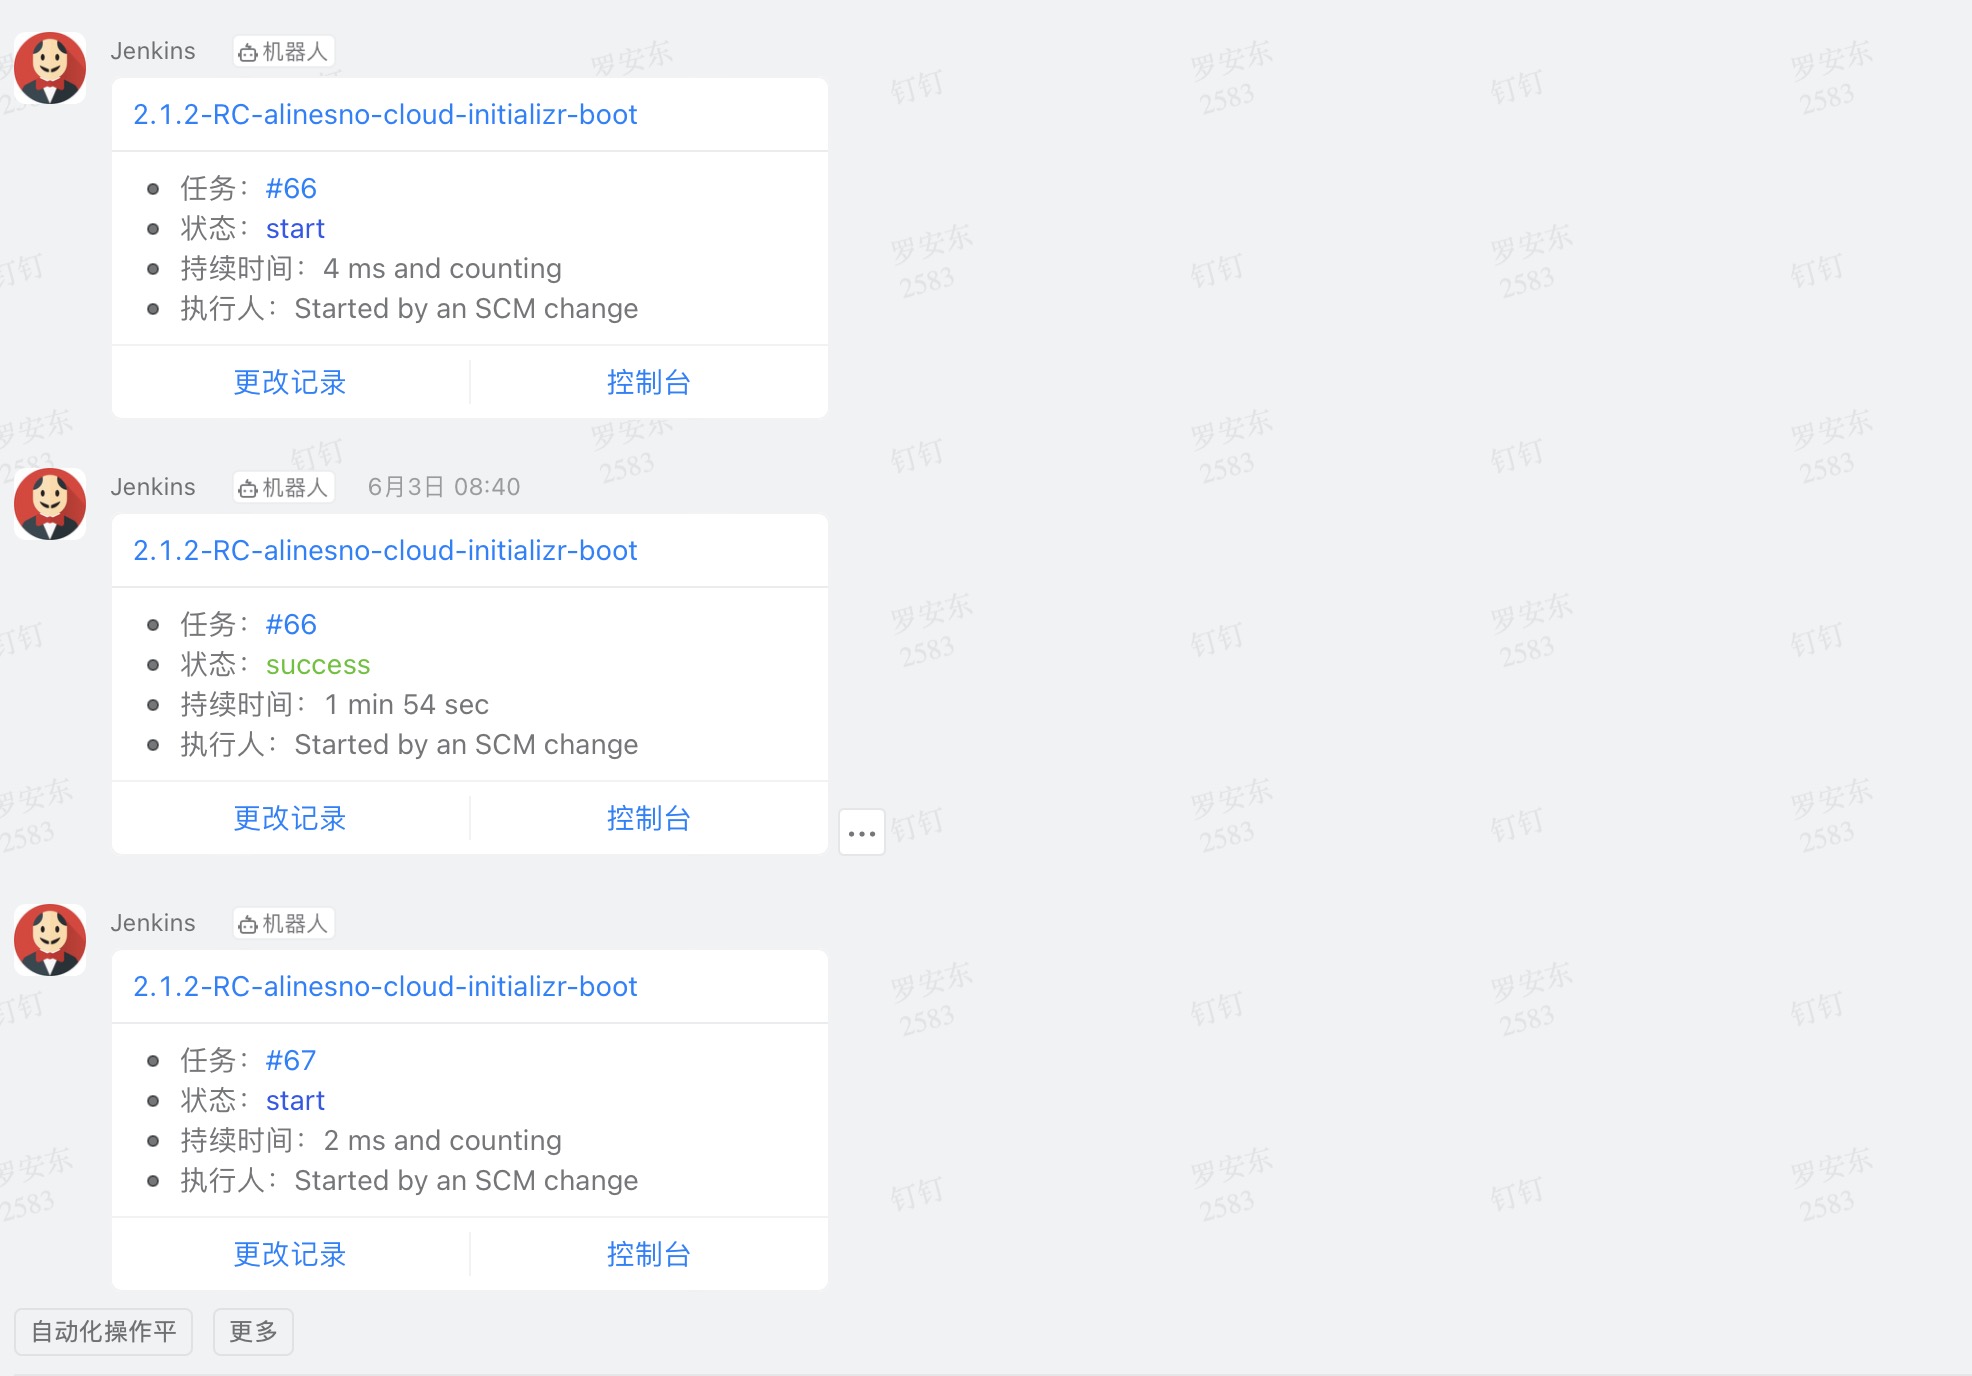 Jenkins 机器人
2.1.2-RC-alinesno-cloud-initializr-boot
任务：#66
状态：start
持续时间：4 ms and counting
执行人：Started by an SCM change
更改记录 控制台
Jenkins 机器人 6月3日 08:40
2.1.2-RC-alinesno-cloud-initializr-boot
任务：#66
状态：success
持续时间：1 min 54 sec
执行人：Started by an SCM change
更改记录 控制台
Jenkins 机器人
2.1.2-RC-alinesno-cloud-initializr-boot
任务：#67
状态：start
持续时间：2 ms and counting
执行人：Started by an SCM change
更改记录 控制台
自动化操作平 更多
罗安东
2583
钉钉